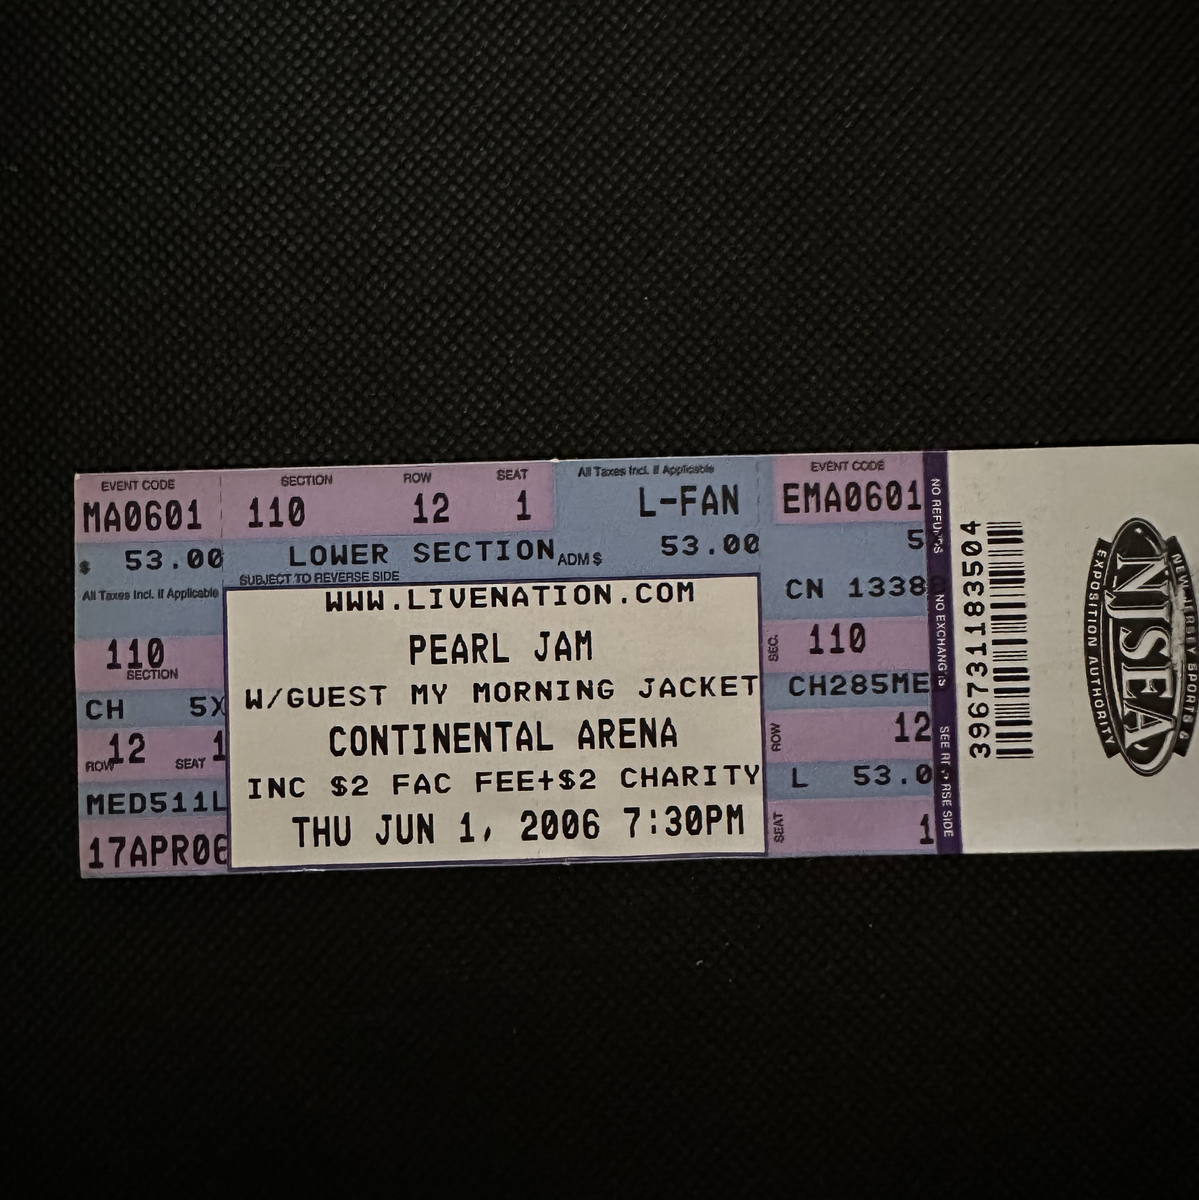 EVENT CODE
MA0601
$ 53.00
All Taxes Incl. If Applicable
110
SECTION
CH 5X
ROW 12 SEAT 1
MED511L
17APR06
SECTION ROW SEAT
110 12 1
All Taxes Incl. If Applicable
L-FAN
LOWER SECTION ADM$ 53.00
SUBJECT TO REVERSE SIDE
WWW.LIVENATION.COM
PEARL JAM
W/GUEST MY MORNING JACKET
CONTINENTAL ARENA
INC $2 FAC FEE+$2 CHARITY
THU JUN 1, 2006 7:30PM
EVENT CODE
EMA0601
5
CN 1338
SEC. 110
CH285ME
ROW 12
L 53.0
SEAT 1
NO REFUNDS NO EXCHANGES SEE REVERSE SIDE
3967311183504
NJSEA
NEW JERSEY SPORTS &
EXPOSITION AUTHORITY